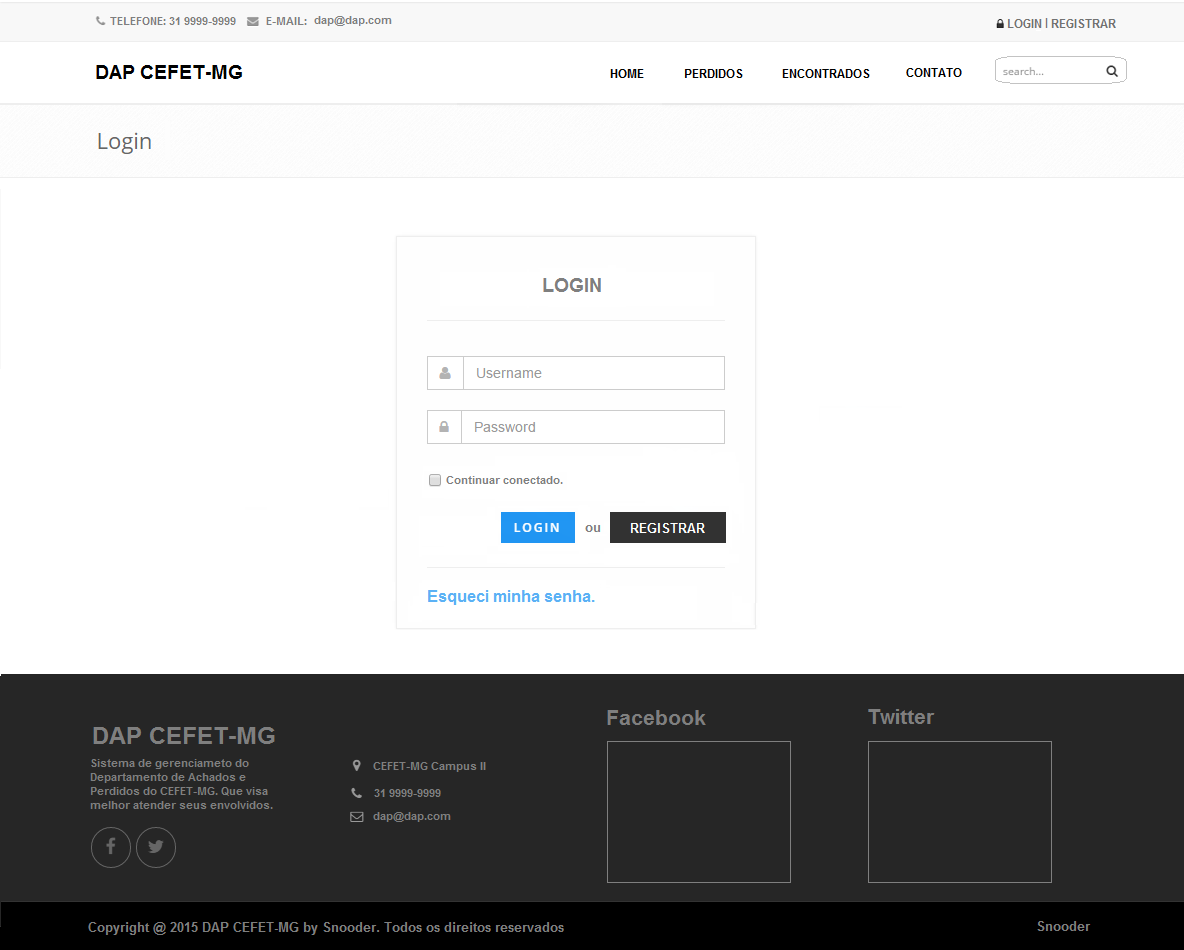 TELEFONE: 31 9999-9999 E-MAIL: dap@dap.com LOGIN | REGISTRAR
DAP CEFET-MG HOME PERDIDOS ENCONTRADOS CONTATO search...
Login
LOGIN
Username
Password
Continuar conectado.
LOGIN ou REGISTRAR
Esqueci minha senha.
DAP CEFET-MG
Sistema de gerenciameto do
Departamento de Achados e
Perdidos do CEFET-MG. Que visa
melhor atender seus envolvidos.
CEFET-MG Campus II
31 9999-9999
dap@dap.com
Facebook
Twitter
Copyright @ 2015 DAP CEFET-MG by Snooder. Todos os direitos reservados
Snooder